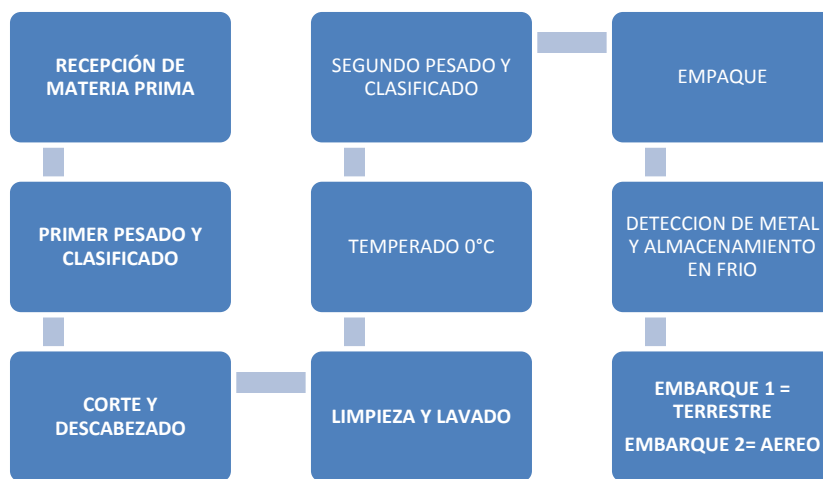 RECEPCIÓN DE
MATERIA PRIMA
PRIMER PESADO Y
CLASIFICADO
CORTE Y
DESCABEZADO
LIMPIEZA Y LAVADO
TEMPERADO 0°C
SEGUNDO PESADO Y
CLASIFICADO
EMPAQUE
DETECCION DE METAL
Y ALMACENAMIENTO
EN FRIO
EMBARQUE 1 =
TERRESTRE
EMBARQUE 2= AEREO